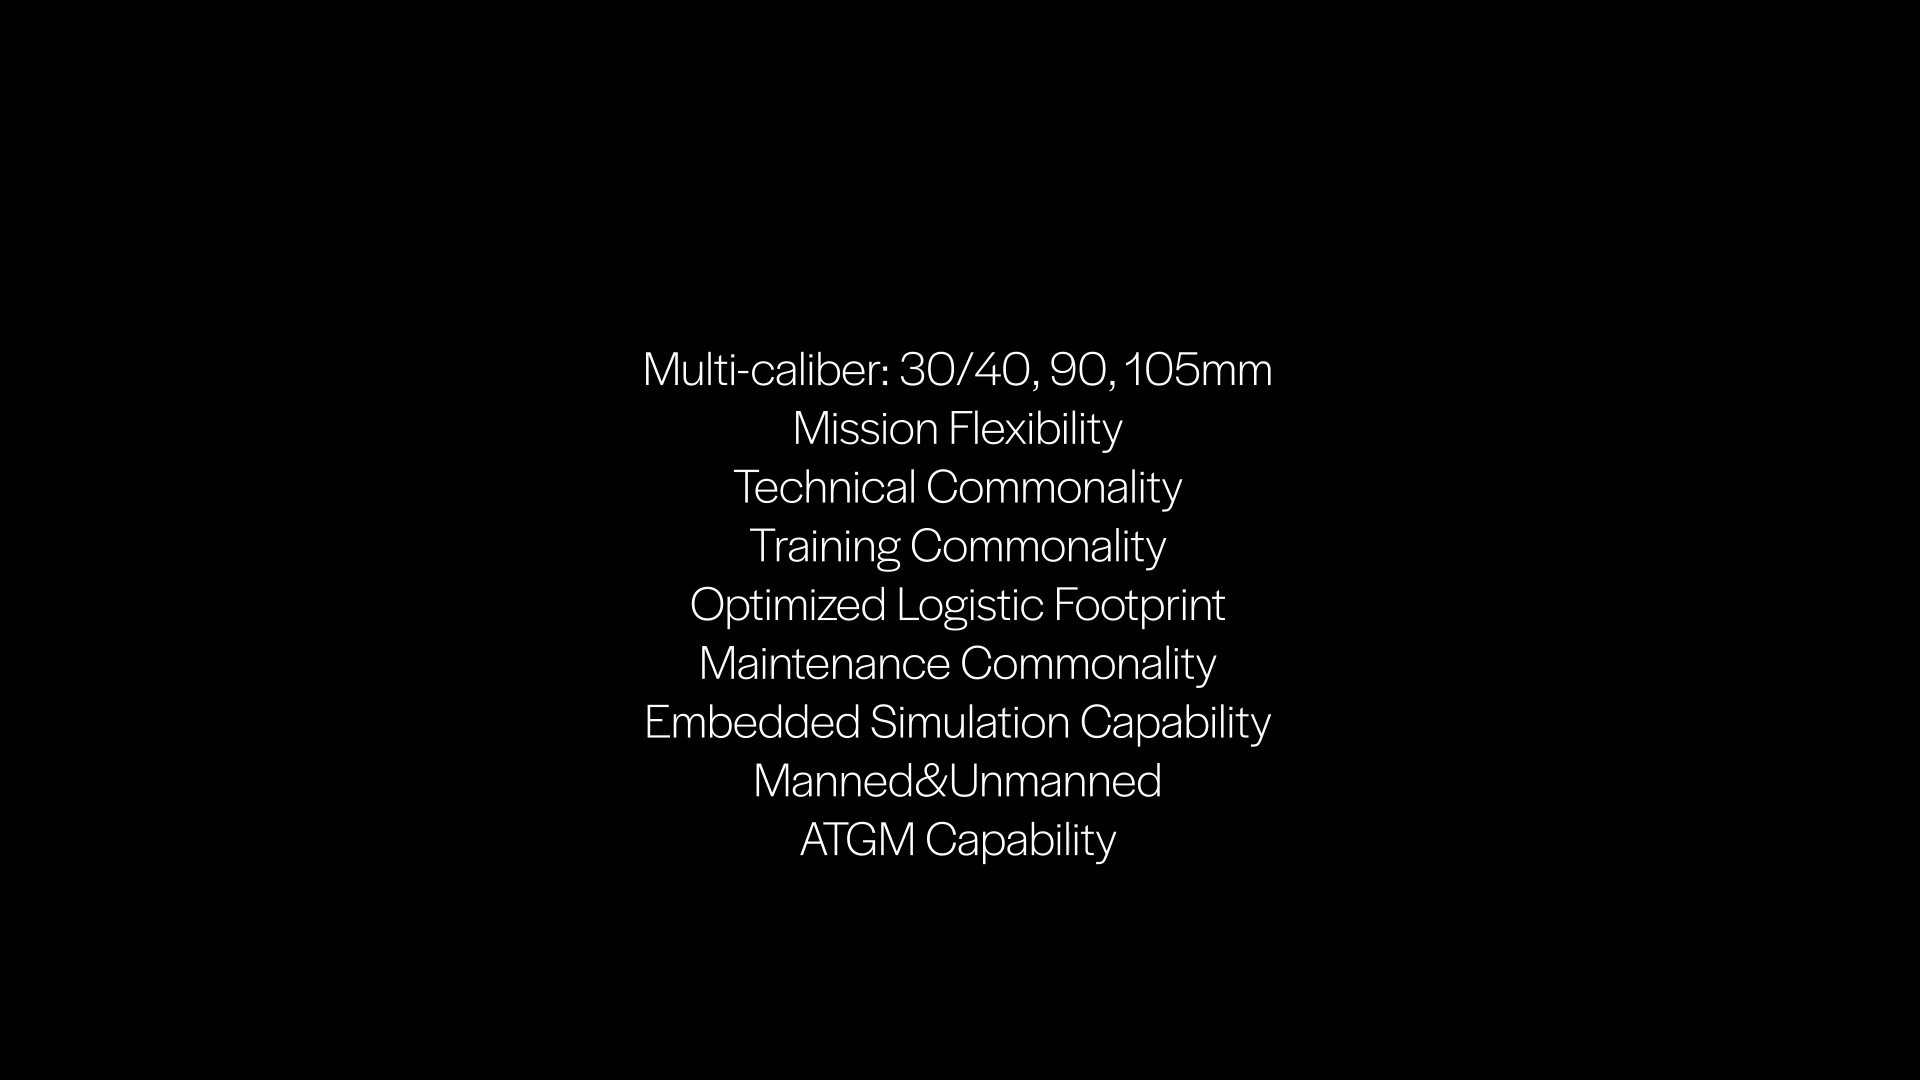 Multi-caliber: 30/40, 90, 105mm
Mission Flexibility
Technical Commonality
Training Commonality
Optimized Logistic Footprint
Maintenance Commonality
Embedded Simulation Capability
Manned&Unmanned
ATGM Capability